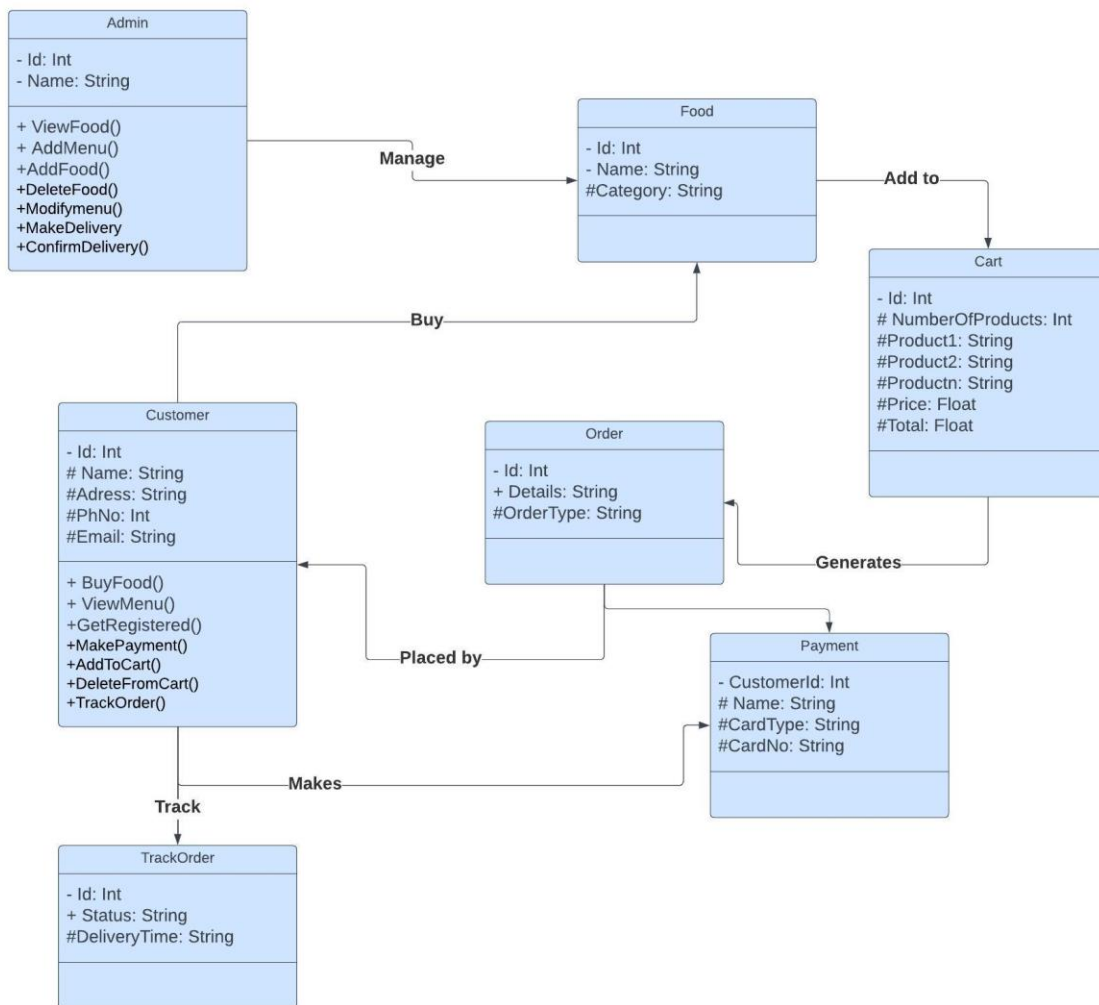 Admin
- Id: Int
- Name: String
+ ViewFood()
+ AddMenu()
+AddFood()
+DeleteFood()
+Modifymenu()
+MakeDelivery
+ConfirmDelivery()
Manage
Food
- Id: Int
- Name: String
#Category: String
Add to
Cart
- Id: Int
# NumberOfProducts: Int
#Product1: String
#Product2: String
#Productn: String
#Price: Float
#Total: Float
Buy
Customer
- Id: Int
# Name: String
#Adress: String
#PhNo: Int
#Email: String
+ BuyFood()
+ ViewMenu()
+GetRegistered()
+MakePayment()
+AddToCart()
+DeleteFromCart()
+TrackOrder()
Order
- Id: Int
+ Details: String
#OrderType: String
Generates
Placed by
Payment
- CustomerId: Int
# Name: String
#CardType: String
#CardNo: String
Makes
Track
TrackOrder
- Id: Int
+ Status: String
#DeliveryTime: String